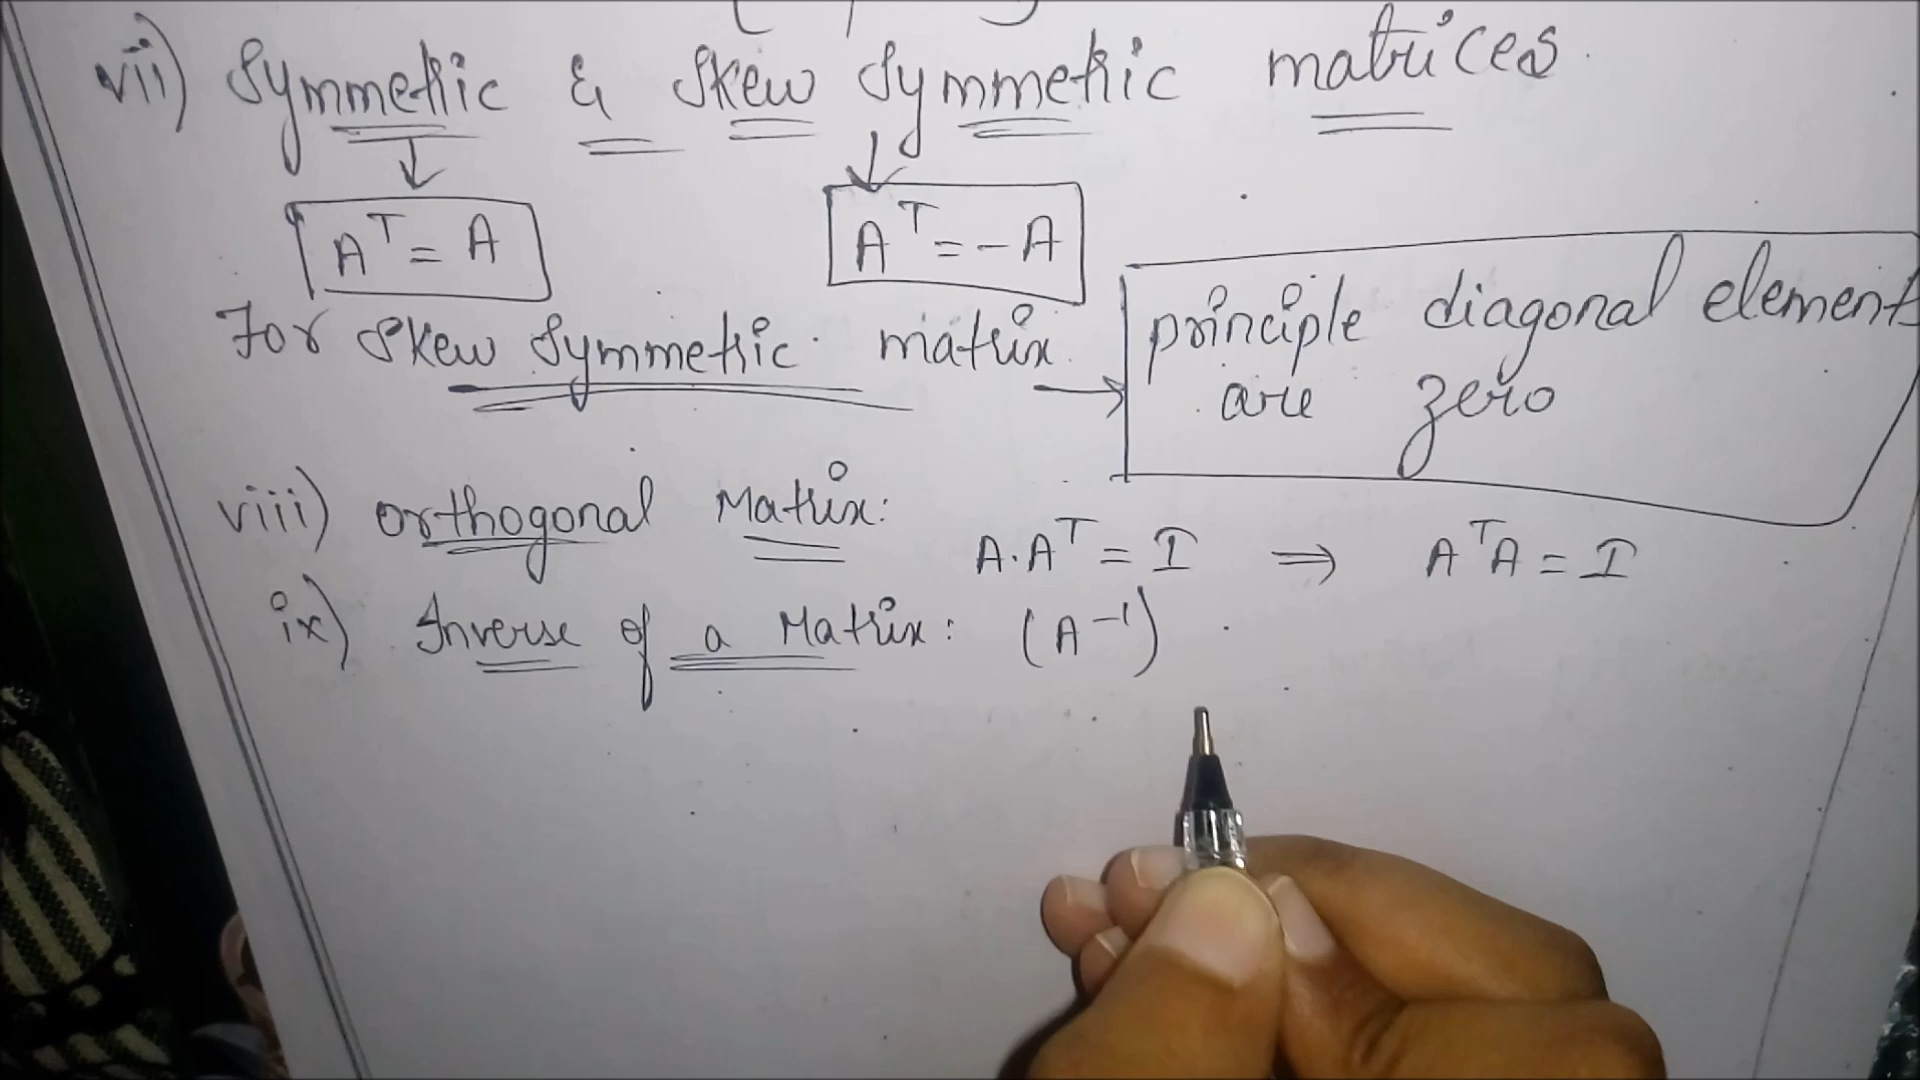 vii) Symmetric & Skew Symmetric matrices.
A^T = A
A^T = -A
For Skew Symmetric matrix → principle diagonal element
are zero
viii) Orthogonal Matrix: A.A^T = I ⇒ A^T A = I
ix) Inverse of a Matrix: (A^-1)